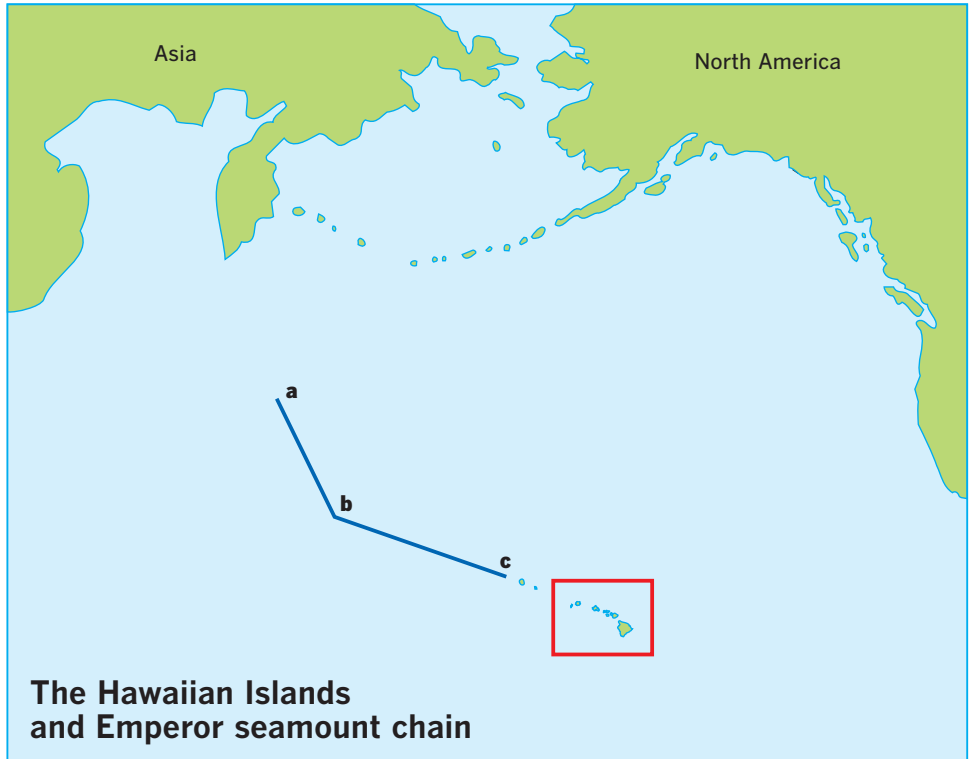 Asia
North America
a
b
c
The Hawaiian Islands
and Emperor seamount chain